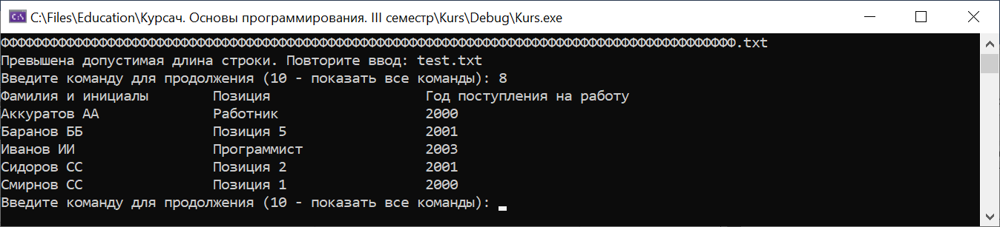 C:\Files\Education\Курсач. Основы программирования. III семестр\Kurs\Debug\Kurs.exe
ФФФФФФФФФФФФФФФФФФФФФФФФФФФФФФФФФФФФФФФФФФФФФФФФФФФФФФФФФФФФФФФФФФФФФФФФФФФФФФФФФФФФФФФФФФ.txt
Превышена допустимая длина строки. Повторите ввод: test.txt
Введите команду для продолжения (10 - показать все команды): 8
Фамилия и инициалы Позиция Год поступления на работу
Аккуратов АА Работник 2000
Баранов ББ Позиция 5 2001
Иванов ИИ Программист 2003
Сидоров СС Позиция 2 2001
Смирнов СС Позиция 1 2000
Введите команду для продолжения (10 - показать все команды):